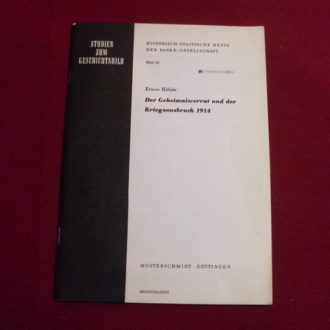 STUDIEN
ZUM
GESCHICHTSBILD
HISTORISCH-POLITISCHE HEFTE
DER RANKE-GESELLSCHAFT
Heft
Erwin Hölzle
Der Geheimnisverrat und der
Kriegsausbruch 1914
MUSTERSCHMIDT · GÖTTINGEN